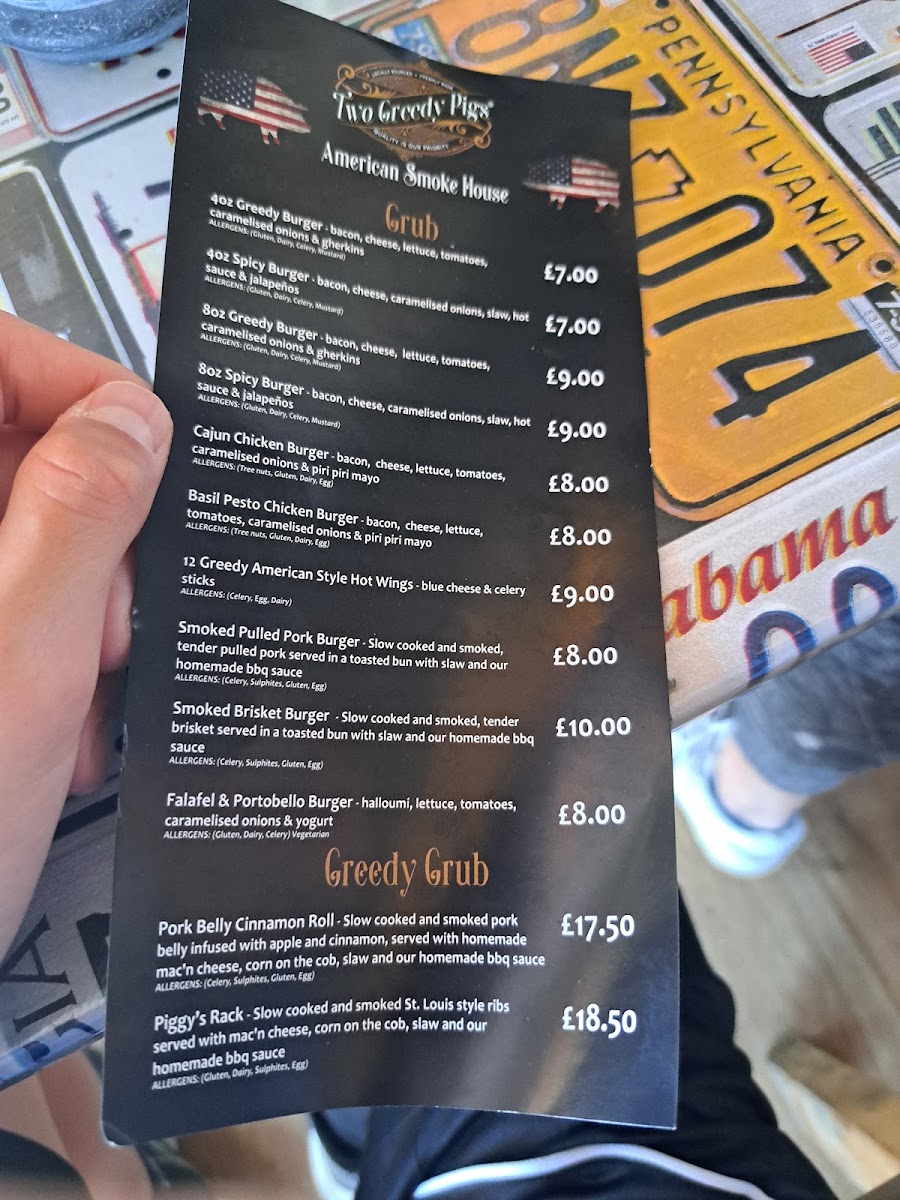 LOCALLY SOURCED • FRESHLY MADE
Two Greedy Pigs
QUALITY IS OUR PRIORITY
American Smoke House
Grub
4oz Greedy Burger - bacon, cheese, lettuce, tomatoes,
caramelised onions & gherkins
£7.00
ALLERGENS: (Gluten, Dairy, Celery, Mustard)
4oz Spicy Burger - bacon, cheese, caramelised onions, slaw, hot
sauce & jalapeños
£7.00
ALLERGENS: (Gluten, Dairy, Celery, Mustard)
8oz Greedy Burger - bacon, cheese, lettuce, tomatoes,
caramelised onions & gherkins
£9.00
ALLERGENS: (Gluten, Dairy, Celery, Mustard)
8oz Spicy Burger - bacon, cheese, caramelised onions, slaw, hot
sauce & jalapeños
£9.00
ALLERGENS: (Gluten, Dairy, Celery, Mustard)
Cajun Chicken Burger - bacon, cheese, lettuce, tomatoes,
caramelised onions & piri piri mayo
£8.00
ALLERGENS: (Tree nuts, Gluten, Dairy, Egg)
Basil Pesto Chicken Burger - bacon, cheese, lettuce,
tomatoes, caramelised onions & piri piri mayo
£8.00
ALLERGENS: (Tree nuts, Gluten, Dairy, Egg)
12 Greedy American Style Hot Wings - blue cheese & celery
sticks
£9.00
ALLERGENS: (Celery, Egg, Dairy)
Smoked Pulled Pork Burger - Slow cooked and smoked,
tender pulled pork served in a toasted bun with slaw and our
homemade bbq sauce
£8.00
ALLERGENS: (Celery, Sulphites, Gluten, Egg)
Smoked Brisket Burger - Slow cooked and smoked, tender
brisket served in a toasted bun with slaw and our homemade bbq
sauce
£10.00
ALLERGENS: (Celery, Sulphites, Gluten, Egg)
Falafel & Portobello Burger - halloumi, lettuce, tomatoes,
caramelised onions & yogurt
£8.00
ALLERGENS: (Gluten, Dairy, Celery) Vegetarian
Greedy Grub
Pork Belly Cinnamon Roll - Slow cooked and smoked pork
belly infused with apple and cinnamon, served with homemade
mac'n cheese, corn on the cob, slaw and our homemade bbq sauce
£17.50
ALLERGENS: (Celery, Sulphites, Gluten, Egg)
Piggy's Rack - Slow cooked and smoked St. Louis style ribs
served with mac'n cheese, corn on the cob, slaw and our
homemade bbq sauce
£18.50
ALLERGENS: (Gluten, Dairy, Sulphites, Egg)
PENNSYLVANIA
8NZ 074
abama